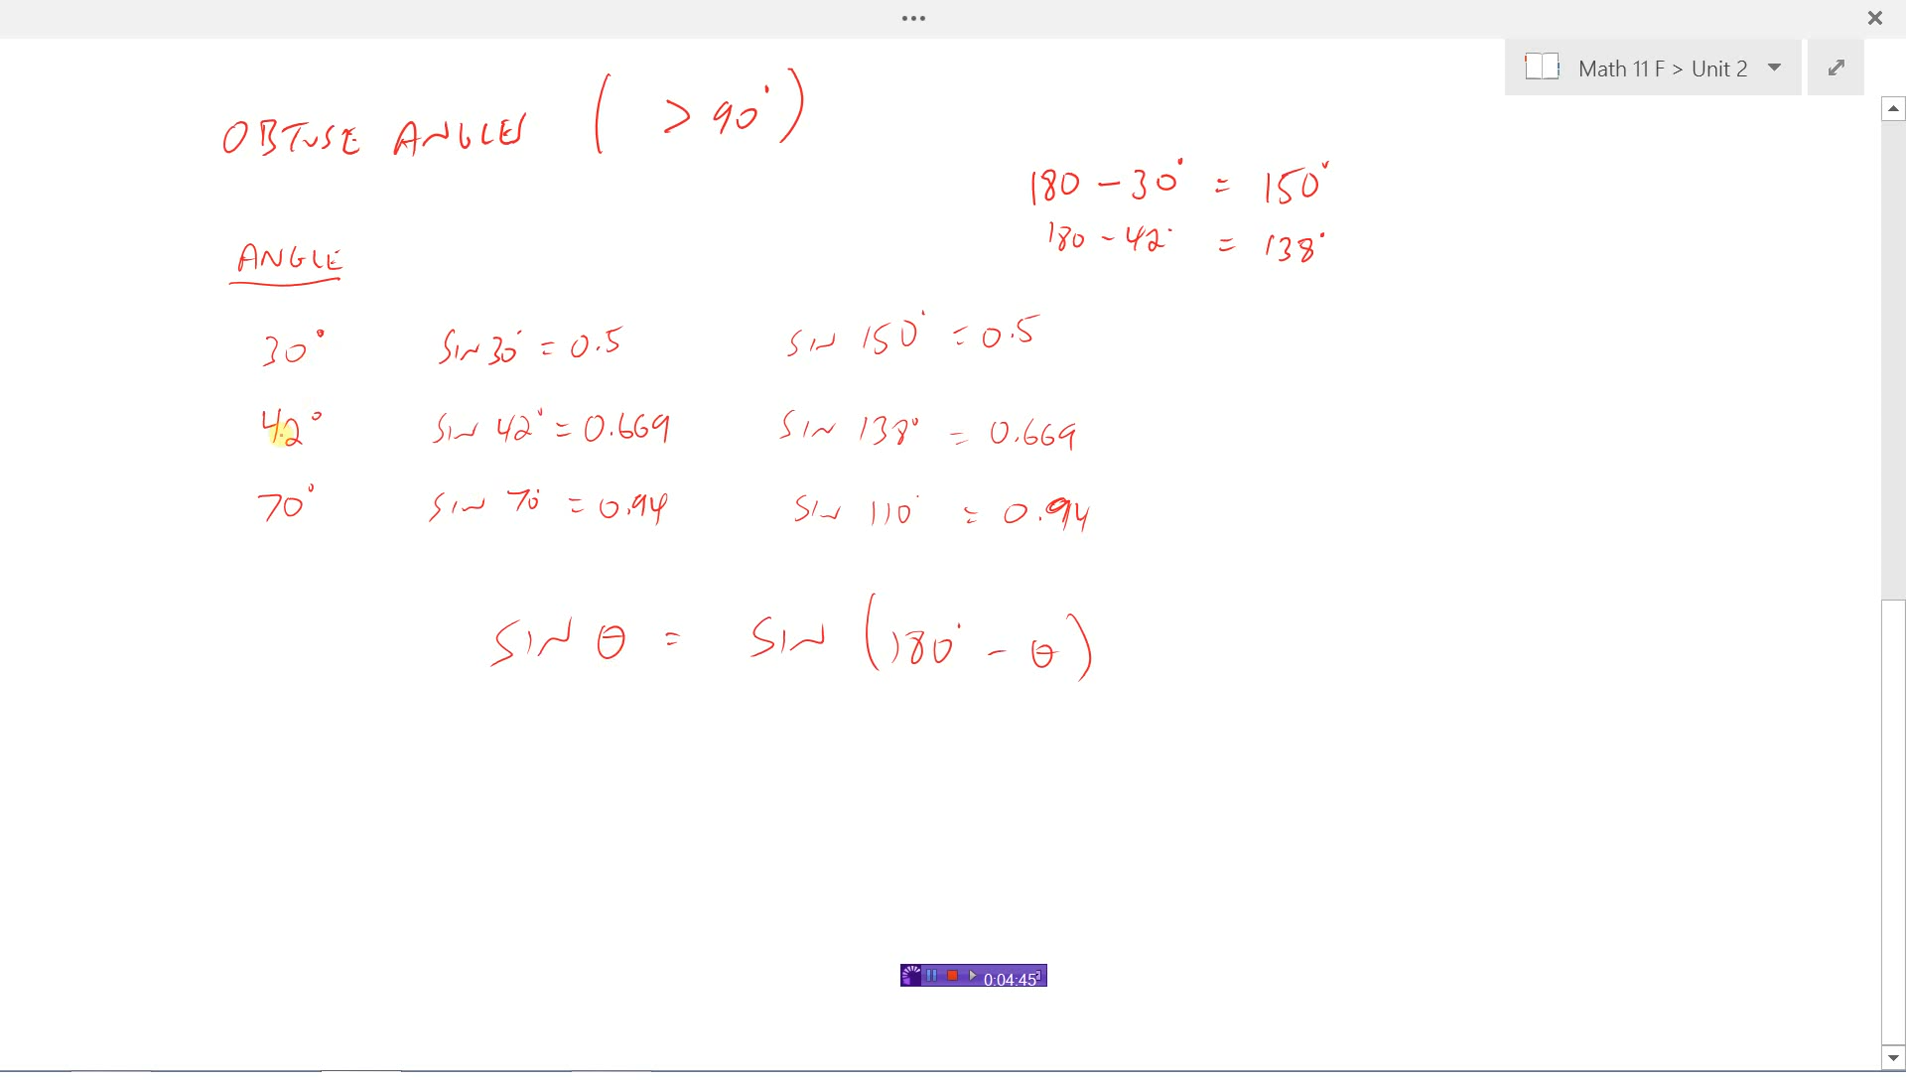 Math 11 F > Unit 2
OBTUSE ANGLES ( > 90°)
180 - 30° = 150°
180 - 42° = 138°
ANGLE
30° SIN 30° = 0.5 SIN 150° = 0.5
42° SIN 42° = 0.669 SIN 138° = 0.669
70° SIN 70° = 0.94 SIN 110° = 0.94
SIN θ = SIN (180° - θ)
0:04:45